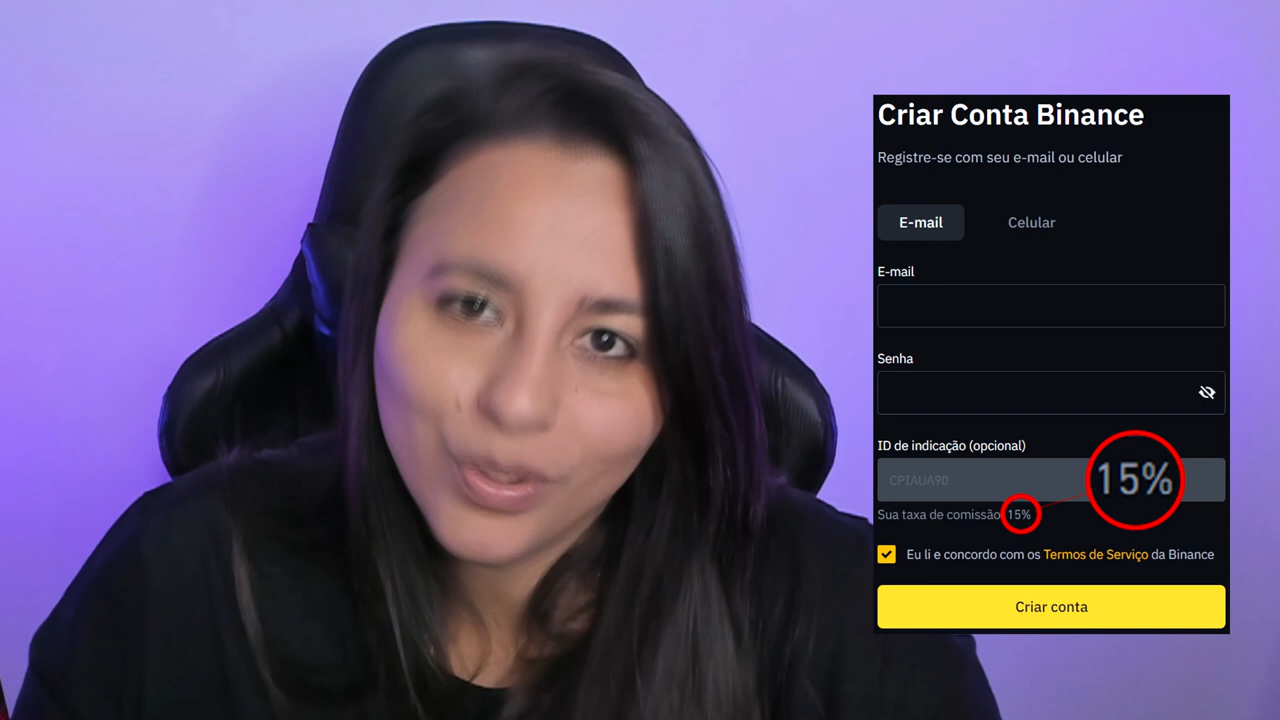 Criar Conta Binance
Registre-se com seu e-mail ou celular
E-mail Celular
E-mail
Senha
ID de indicação (opcional)
CPIAUA90
15%
Sua taxa de comissão 15%
Eu li e concordo com os Termos de Serviço da Binance
Criar conta